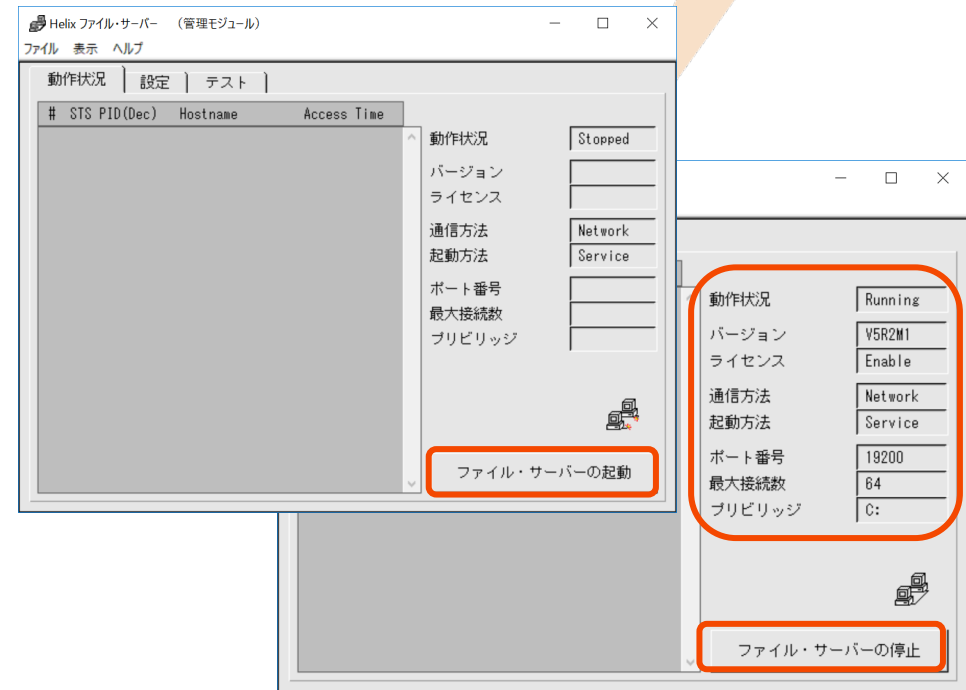 Helix ファイル・サーバー （管理モジュール）
ファイル 表示 ヘルプ
動作状況 設定 テスト
# STS PID(Dec) Hostname Access Time
動作状況 Stopped
バージョン
ライセンス
通信方法 Network
起動方法 Service
ポート番号
最大接続数
プリビリッジ
ファイル・サーバーの起動
動作状況 Running
バージョン V5R2M1
ライセンス Enable
通信方法 Network
起動方法 Service
ポート番号 19200
最大接続数 64
プリビリッジ C:
ファイル・サーバーの停止